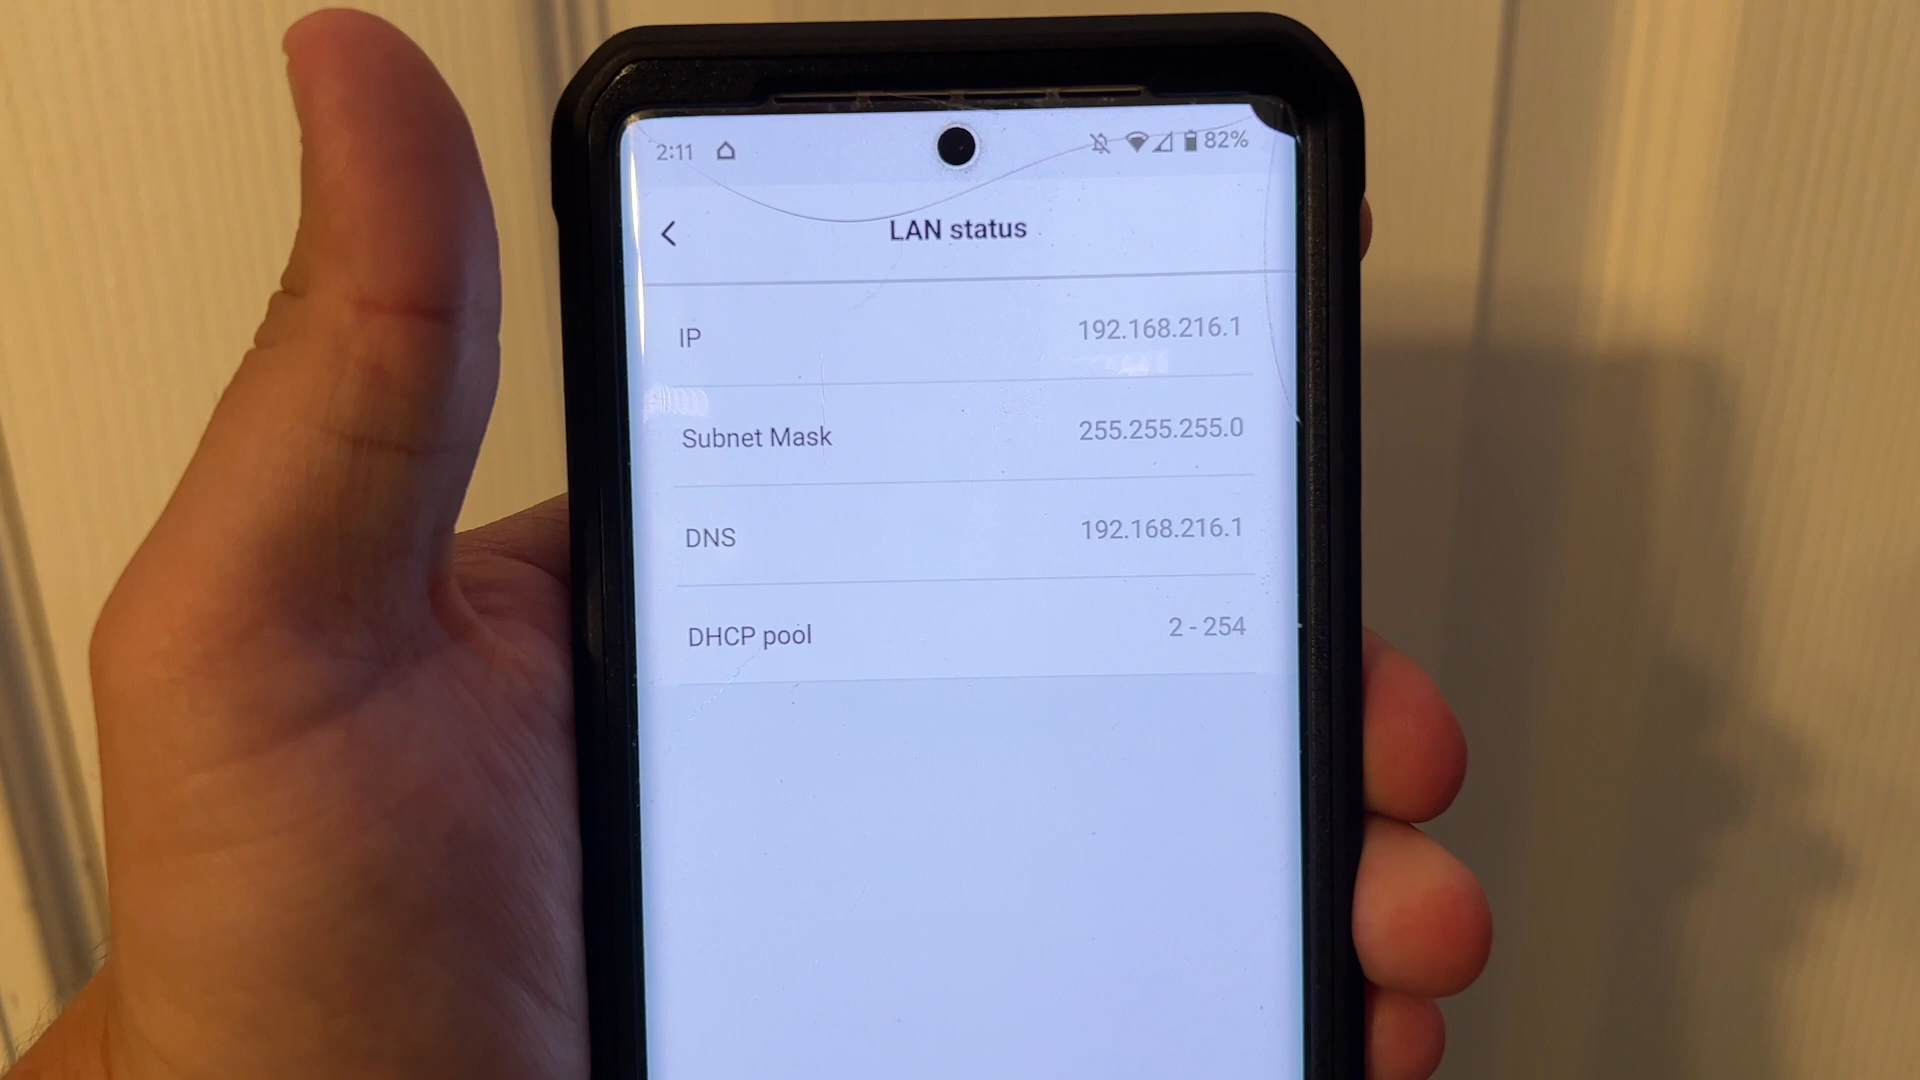 2:11 82%
LAN status
IP 192.168.216.1
Subnet Mask 255.255.255.0
DNS 192.168.216.1
DHCP pool 2 - 254